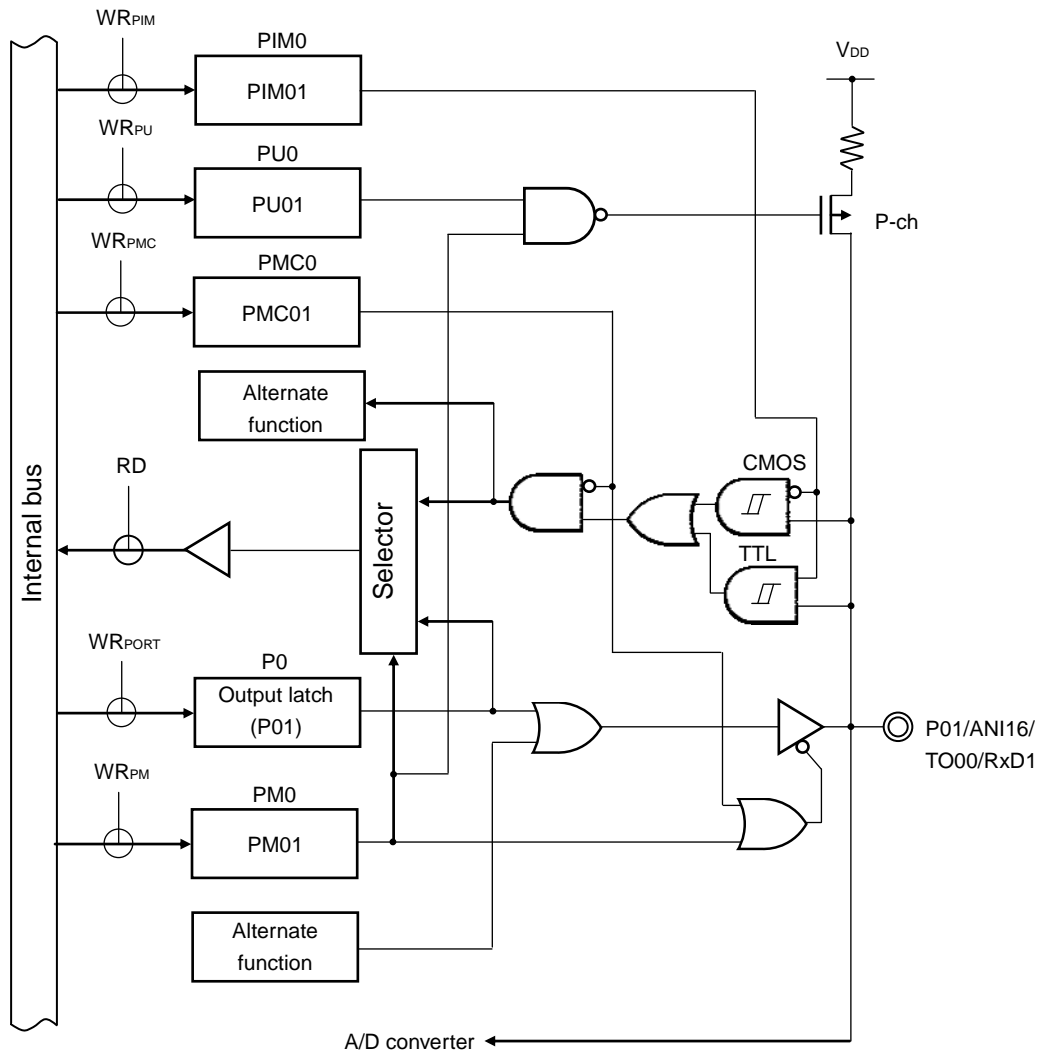 WRPIM
PIM0
PIM01
VDD
WRPU
PU0
PU01
P-ch
WRPMC
PMC0
PMC01
Alternate
function
Internal bus
RD
Selector
CMOS
TTL
WRPORT
P0
Output latch
(P01)
P01/ANI16/
TO00/RxD1
WRPM
PM0
PM01
Alternate
function
A/D converter